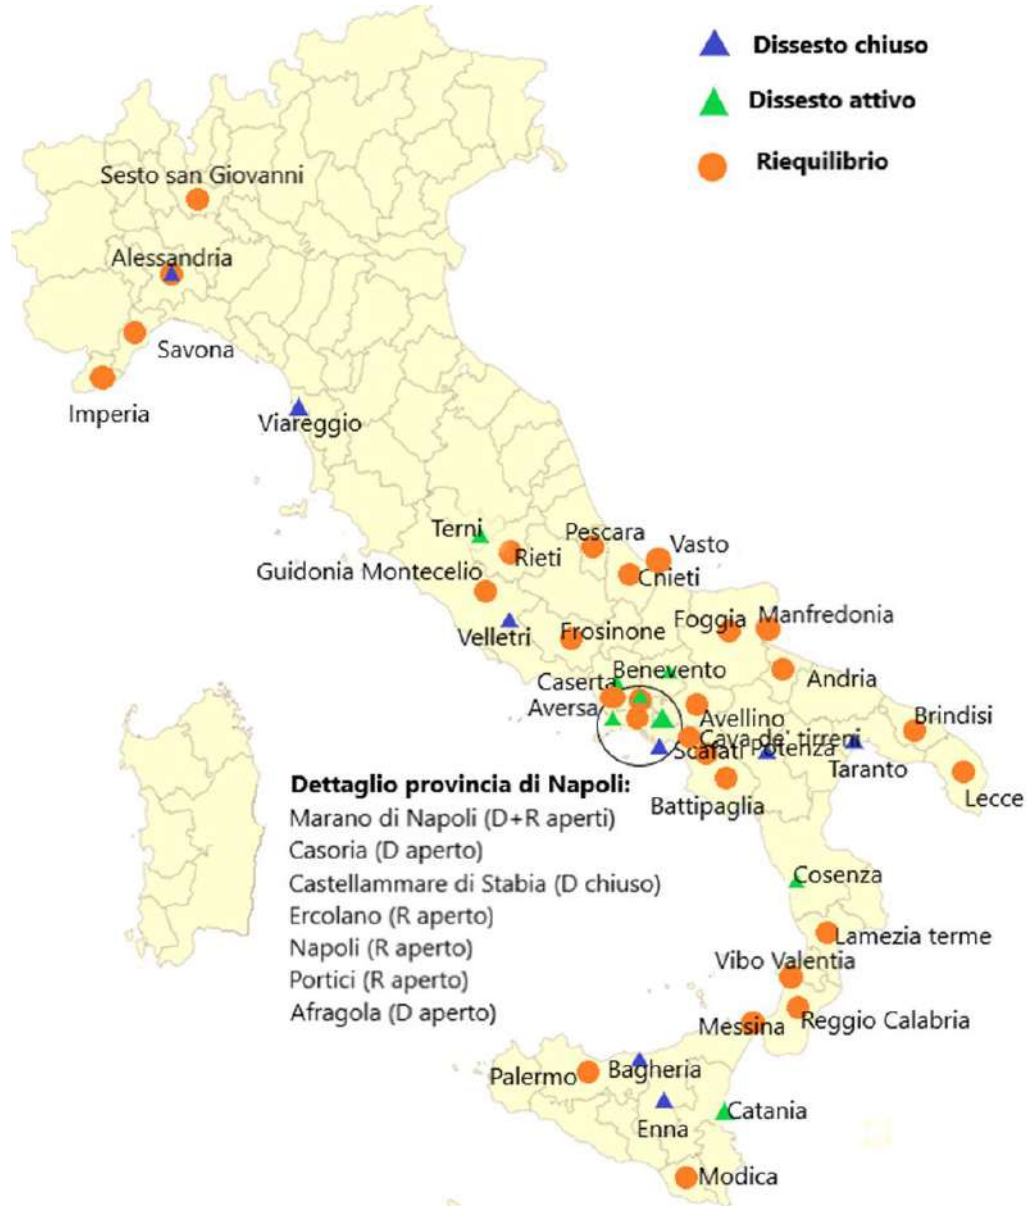 Dissesto chiuso
Dissesto attivo
Riequilibrio
Sesto san Giovanni
Alessandria
Savona
Imperia
Viareggio
Terni
Rieti
Pescara
Vasto
Chieti
Guidonia Montecelio
Velletri
Frosinone
Foggia
Manfredonia
Benevento
Caserta
Andria
Aversa
Avellino
Brindisi
Cava de' tirreni
Scafati
Potenza
Taranto
Battipaglia
Lecce
Dettaglio provincia di Napoli:
Marano di Napoli (D+R aperti)
Casoria (D aperto)
Castellammare di Stabia (D chiuso)
Ercolano (R aperto)
Napoli (R aperto)
Portici (R aperto)
Afragola (D aperto)
Cosenza
Lamezia terme
Vibo Valentia
Messina
Reggio Calabria
Palermo
Bagheria
Enna
Catania
Modica